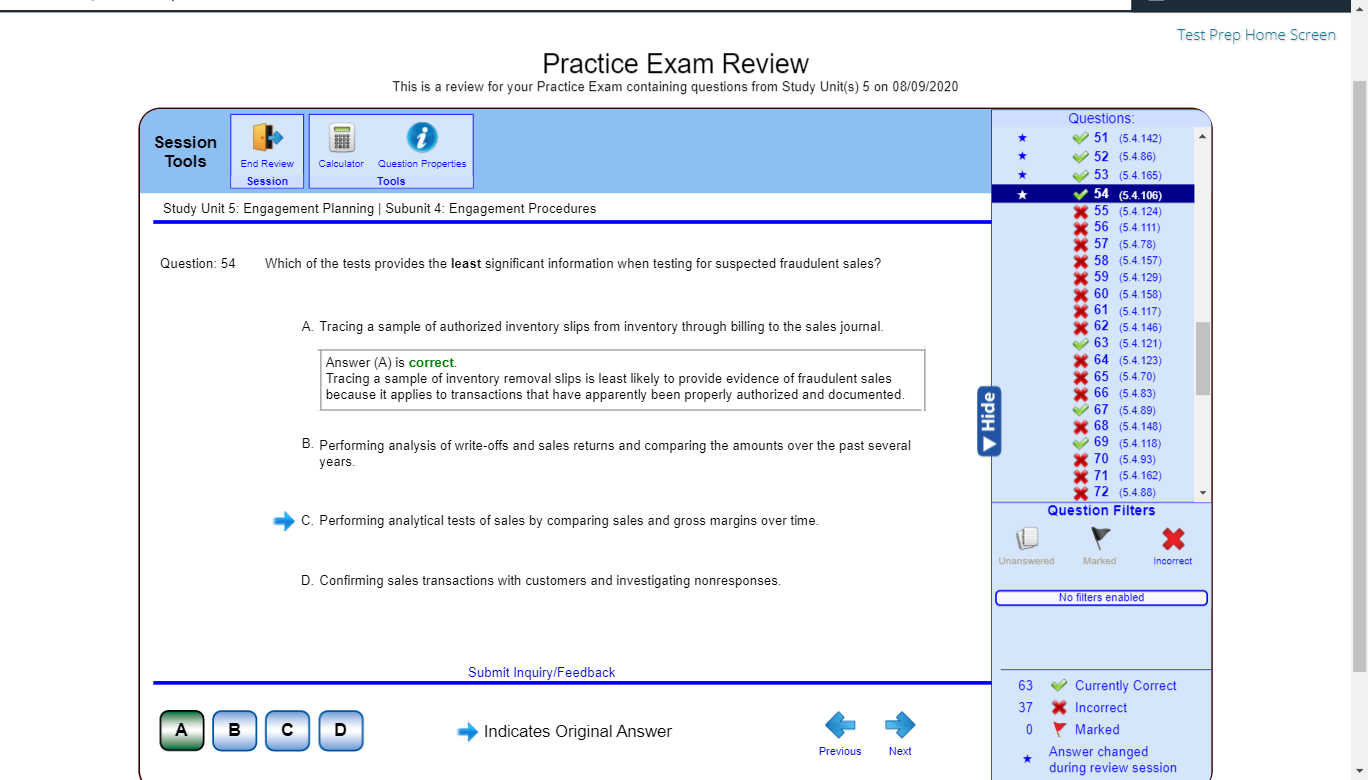 Test Prep Home Screen
Practice Exam Review
This is a review for your Practice Exam containing questions from Study Unit(s) 5 on 08/09/2020
Session
Tools
End Review
Session
Calculator
Question Properties
Tools
Study Unit 5: Engagement Planning | Subunit 4: Engagement Procedures
Question: 54
Which of the tests provides the least significant information when testing for suspected fraudulent sales?
A. Tracing a sample of authorized inventory slips from inventory through billing to the sales journal.
Answer (A) is correct.
Tracing a sample of inventory removal slips is least likely to provide evidence of fraudulent sales
because it applies to transactions that have apparently been properly authorized and documented.
B. Performing analysis of write-offs and sales returns and comparing the amounts over the past several
years.
C. Performing analytical tests of sales by comparing sales and gross margins over time.
D. Confirming sales transactions with customers and investigating nonresponses.
Submit Inquiry/Feedback
A B C D
Indicates Original Answer
Previous
Next
Hide
Questions:
51 (5.4.142)
52 (5.4.86)
53 (5.4.165)
54 (5.4.106)
55 (5.4.124)
56 (5.4.111)
57 (5.4.78)
58 (5.4.157)
59 (5.4.129)
60 (5.4.158)
61 (5.4.117)
62 (5.4.146)
63 (5.4.121)
64 (5.4.123)
65 (5.4.70)
66 (5.4.83)
67 (5.4.89)
68 (5.4.148)
69 (5.4.118)
70 (5.4.93)
71 (5.4.162)
72 (5.4.88)
Question Filters
Unanswered
Marked
Incorrect
No filters enabled
63 Currently Correct
37 Incorrect
0 Marked
Answer changed
during review session